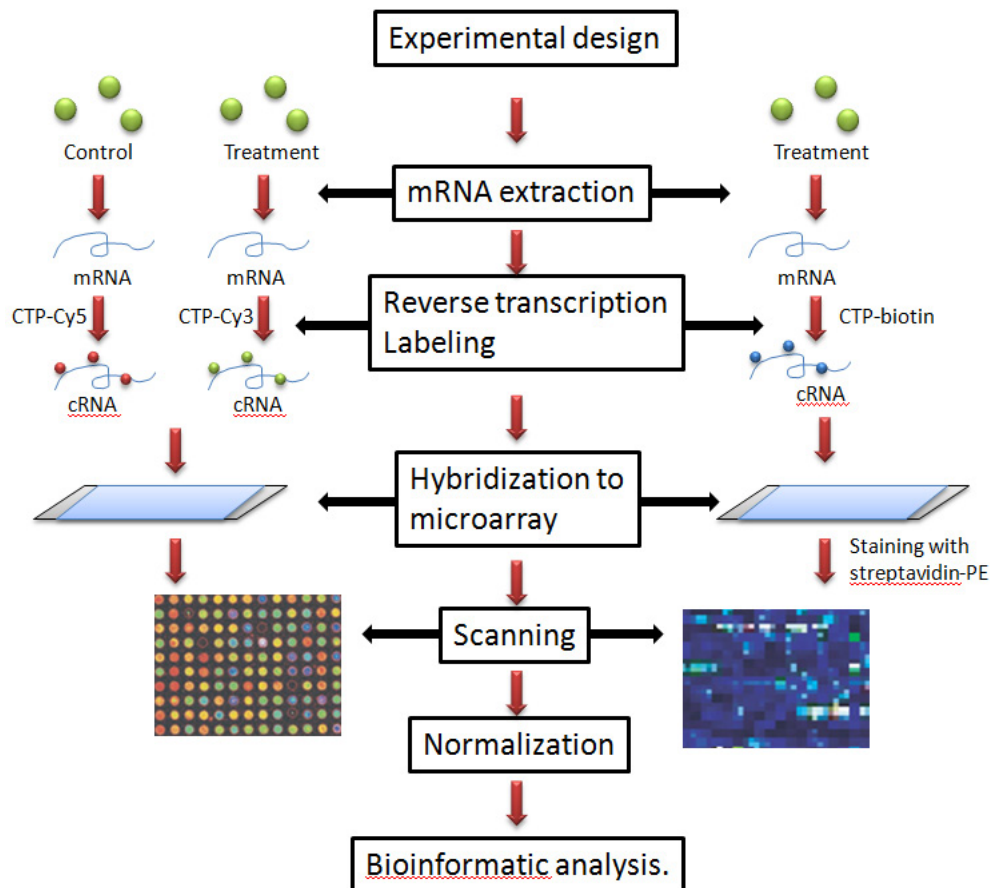 Experimental design
Control
Treatment
Treatment
mRNA extraction
mRNA
mRNA
mRNA
CTP-Cy5
CTP-Cy3
Reverse transcription
Labeling
CTP-biotin
cRNA
cRNA
cRNA
Hybridization to
microarray
Staining with
streptavidin-PE
Scanning
Normalization
Bioinformatic analysis.